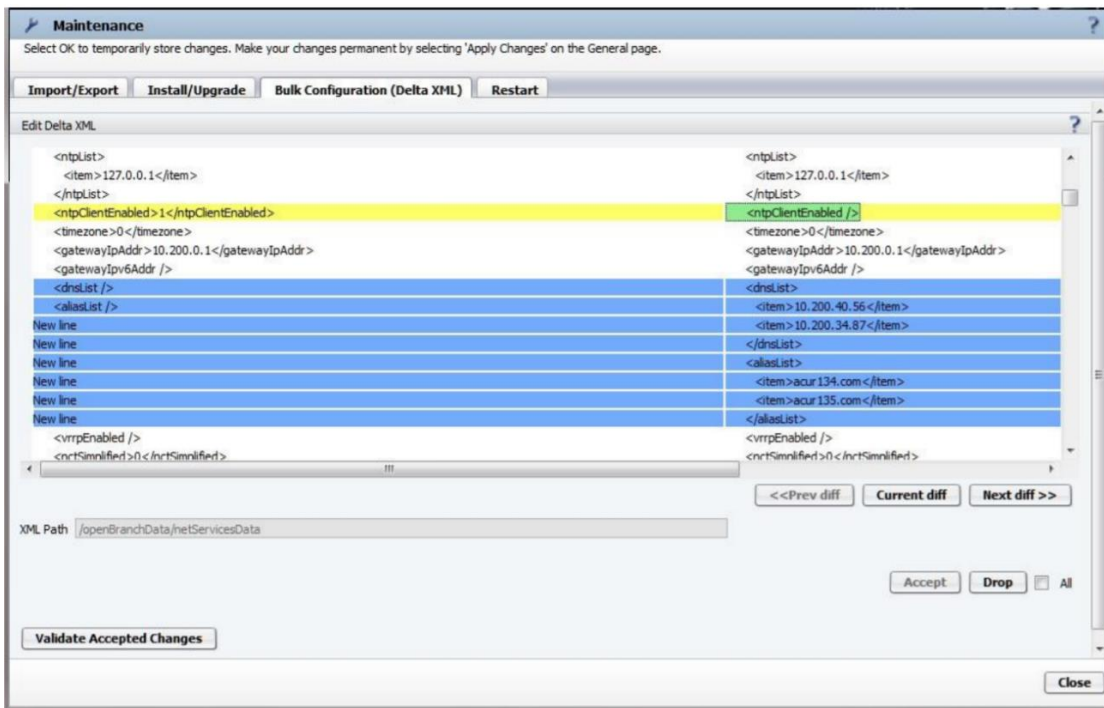 Maintenance
?
Select OK to temporarily store changes. Make your changes permanent by selecting 'Apply Changes' on the General page.
Import/Export Install/Upgrade Bulk Configuration (Delta XML) Restart
Edit Delta XML ?
<ntpList> <ntpList>
<item>127.0.0.1</item> <item>127.0.0.1</item>
</ntpList> </ntpList>
<ntpClientEnabled>1</ntpClientEnabled> <ntpClientEnabled />
<timezone>0</timezone> <timezone>0</timezone>
<gatewayIpAddr>10.200.0.1</gatewayIpAddr> <gatewayIpAddr>10.200.0.1</gatewayIpAddr>
<gatewayIpv6Addr /> <gatewayIpv6Addr />
<dnsList /> <dnsList>
<aliasList /> <item>10.200.40.56</item>
New line <item>10.200.34.87</item>
New line </dnsList>
New line <aliasList>
New line <item>acur134.com</item>
New line <item>acur135.com</item>
New line </aliasList>
<vrrpEnabled /> <vrrpEnabled />
<nctSimplified>0</nctSimplified> <nctSimplified>0</nctSimplified>
<<Prev diff Current diff Next diff >>
XML Path /openBranchData/netServicesData
Accept Drop All
Validate Accepted Changes
Close